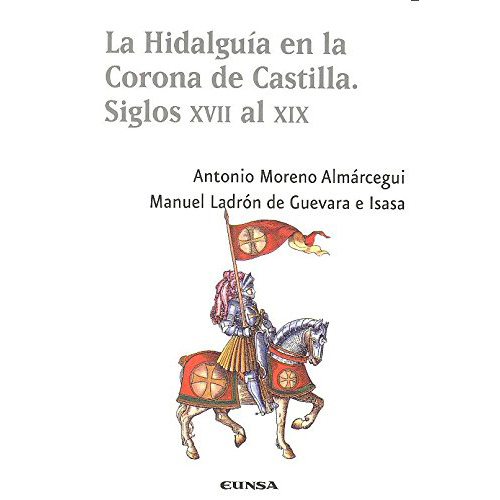 La Hidalguía en la
Corona de Castilla.
Siglos XVII al XIX
Antonio Moreno Almárcegui
Manuel Ladrón de Guevara e Isasa
EUNSA